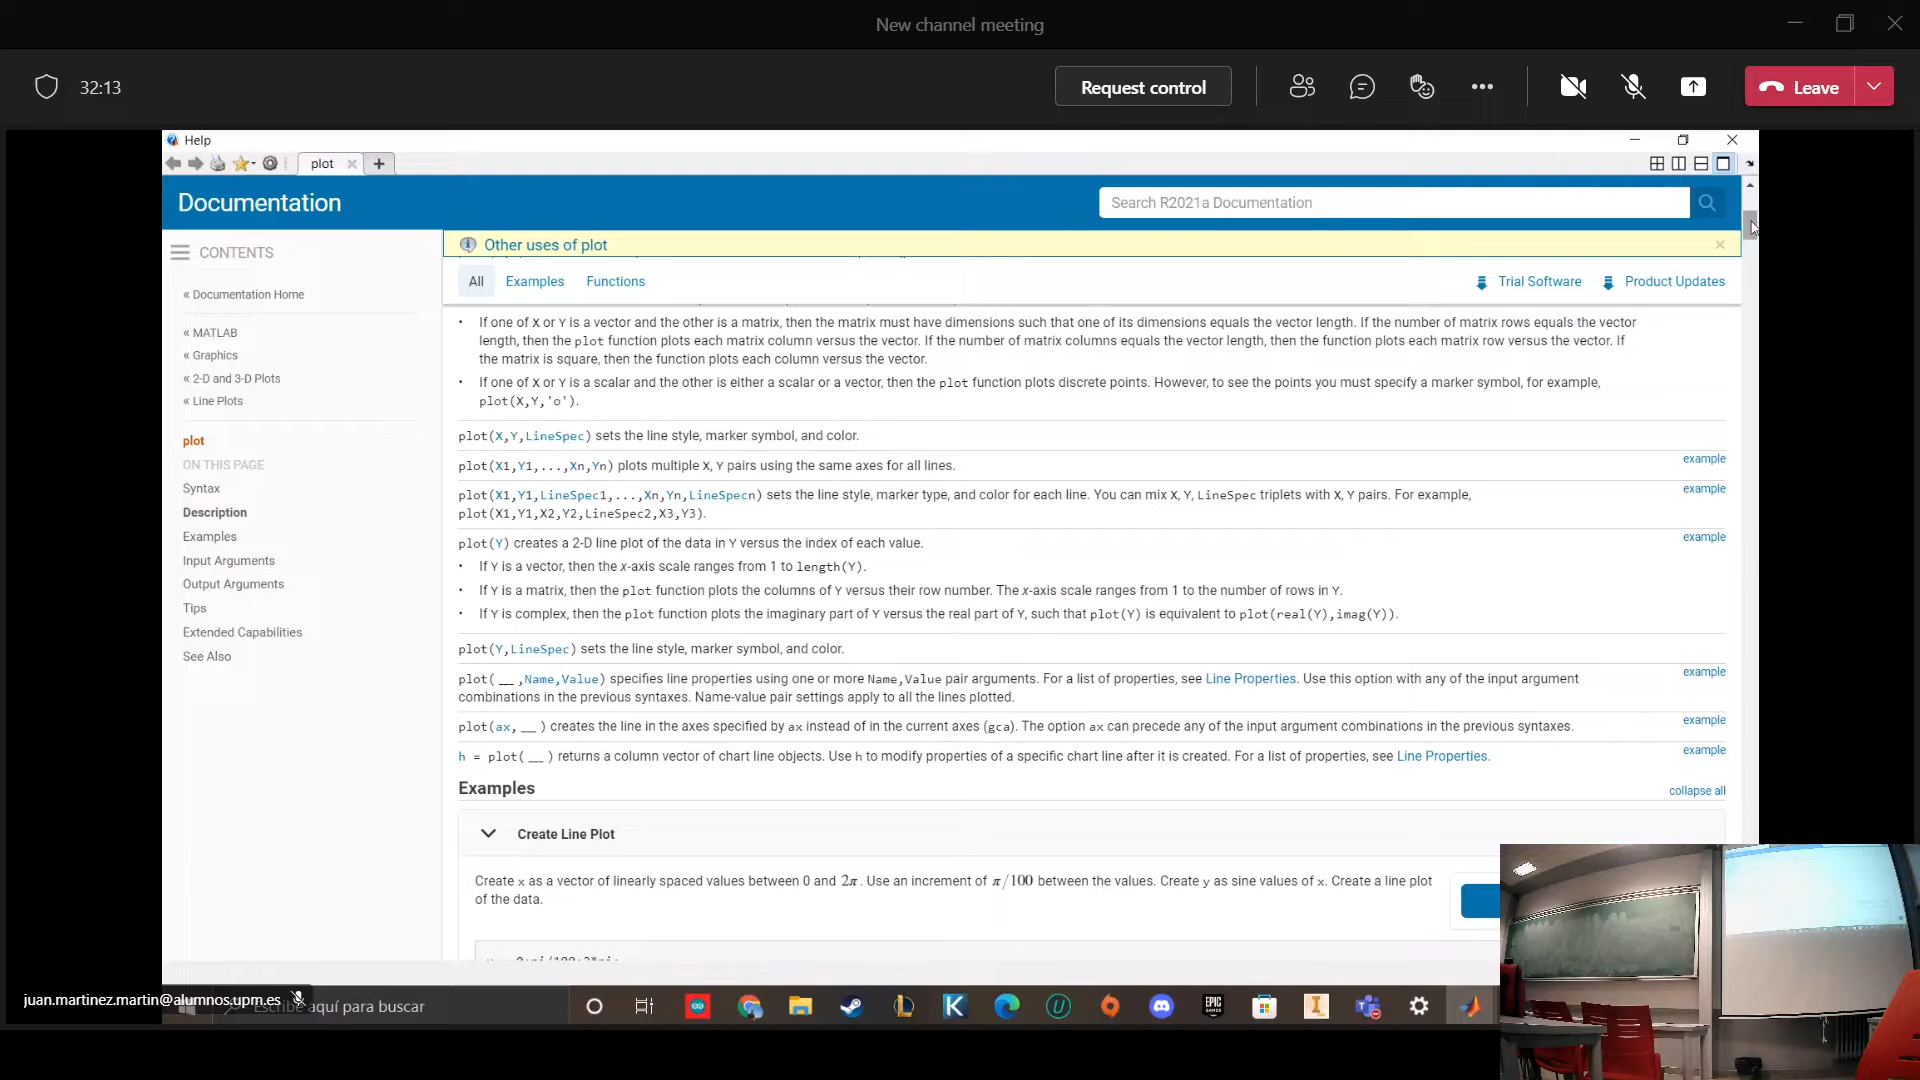 New channel meeting
32:13
Request control
Leave
Help
plot
Documentation
Search R2021a Documentation
CONTENTS
« Documentation Home
« MATLAB
« Graphics
« 2-D and 3-D Plots
« Line Plots
plot
ON THIS PAGE
Syntax
Description
Examples
Input Arguments
Output Arguments
Tips
Extended Capabilities
See Also
Other uses of plot
All Examples Functions
Trial Software Product Updates
• If one of X or Y is a vector and the other is a matrix, then the matrix must have dimensions such that one of its dimensions equals the vector length. If the number of matrix rows equals the vector
length, then the plot function plots each matrix column versus the vector. If the number of matrix columns equals the vector length, then the function plots each matrix row versus the vector. If
the matrix is square, then the function plots each column versus the vector.
• If one of X or Y is a scalar and the other is either a scalar or a vector, then the plot function plots discrete points. However, to see the points you must specify a marker symbol, for example,
plot(X,Y,'o').
plot(X,Y,LineSpec) sets the line style, marker symbol, and color.
plot(X1,Y1,...,Xn,Yn) plots multiple X, Y pairs using the same axes for all lines.
example
plot(X1,Y1,LineSpec1,...,Xn,Yn,LineSpecn) sets the line style, marker type, and color for each line. You can mix X, Y, LineSpec triplets with X, Y pairs. For example,
example
plot(X1,Y1,X2,Y2,LineSpec2,X3,Y3).
plot(Y) creates a 2-D line plot of the data in Y versus the index of each value.
example
• If Y is a vector, then the x-axis scale ranges from 1 to length(Y).
• If Y is a matrix, then the plot function plots the columns of Y versus their row number. The x-axis scale ranges from 1 to the number of rows in Y.
• If Y is complex, then the plot function plots the imaginary part of Y versus the real part of Y, such that plot(Y) is equivalent to plot(real(Y),imag(Y)).
plot(Y,LineSpec) sets the line style, marker symbol, and color.
plot( __ ,Name,Value) specifies line properties using one or more Name,Value pair arguments. For a list of properties, see Line Properties. Use this option with any of the input argument
example
combinations in the previous syntaxes. Name-value pair settings apply to all the lines plotted.
plot(ax, __ ) creates the line in the axes specified by ax instead of in the current axes (gca). The option ax can precede any of the input argument combinations in the previous syntaxes.
example
h = plot( __ ) returns a column vector of chart line objects. Use h to modify properties of a specific chart line after it is created. For a list of properties, see Line Properties.
example
Examples
collapse all
Create Line Plot
Create x as a vector of linearly spaced values between 0 and 2π. Use an increment of π/100 between the values. Create y as sine values of x. Create a line plot
of the data.
juan.martinez.martin@alumnos.upm.es
Escribe aquí para buscar
EPIC
GAMES